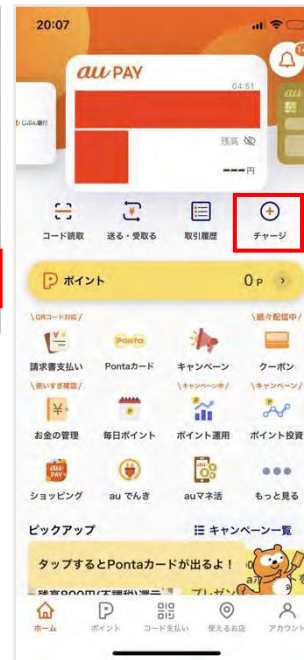 20:07
au PAY
じぶん銀行
04:51
残高
---円
コード読取
送る・受取る
取引履歴
チャージ
ポイント
0 P
\QRコード対応/
\続々配信中/
Ponta
請求書支払い
Pontaカード
キャンペーン
クーポン
\使いすぎ確認/
\キャンペーン中/
\キャンペーン/
お金の管理
毎日ポイント
ポイント運用
ポイント投資
au
PAY
ショッピング
au でんき
auマネ活
もっと見る
ピックアップ
キャンペーン一覧
タップするとPontaカードが出るよ！
ホーム
ポイント
コード支払い
使えるお店
アカウント